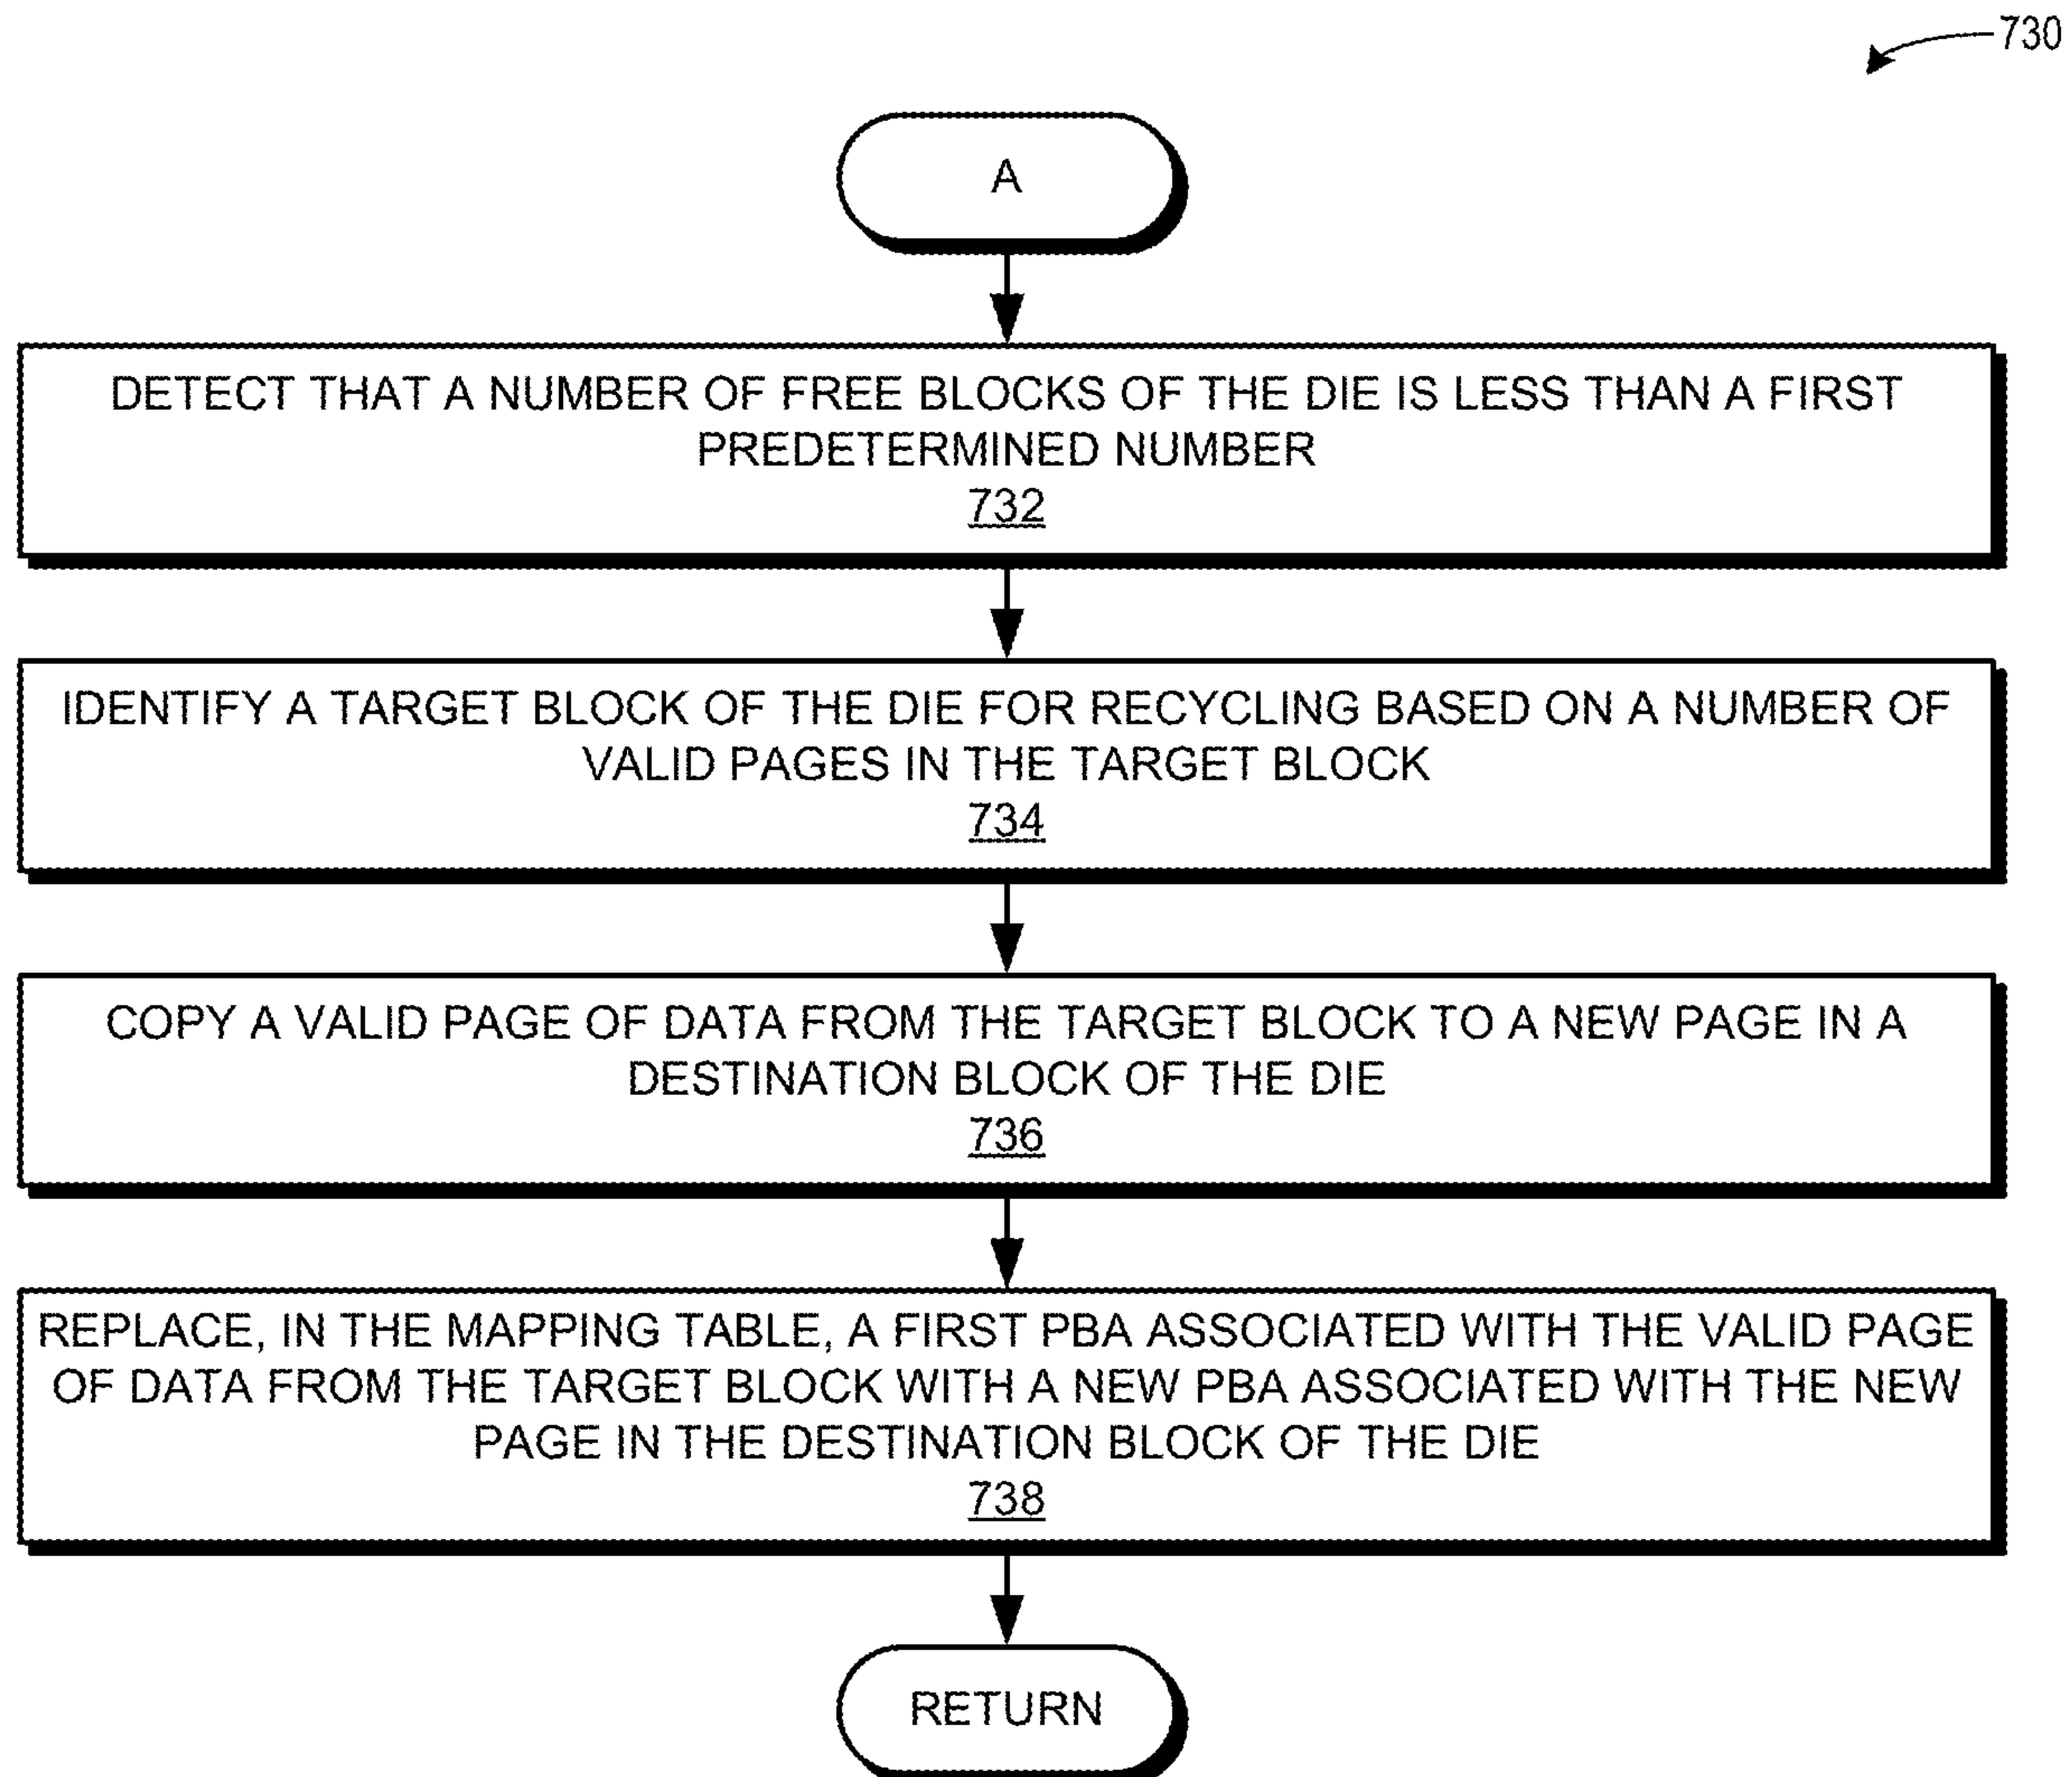 730
A
DETECT THAT A NUMBER OF FREE BLOCKS OF THE DIE IS LESS THAN A FIRST
PREDETERMINED NUMBER
732
IDENTIFY A TARGET BLOCK OF THE DIE FOR RECYCLING BASED ON A NUMBER OF
VALID PAGES IN THE TARGET BLOCK
734
COPY A VALID PAGE OF DATA FROM THE TARGET BLOCK TO A NEW PAGE IN A
DESTINATION BLOCK OF THE DIE
736
REPLACE, IN THE MAPPING TABLE, A FIRST PBA ASSOCIATED WITH THE VALID PAGE
OF DATA FROM THE TARGET BLOCK WITH A NEW PBA ASSOCIATED WITH THE NEW
PAGE IN THE DESTINATION BLOCK OF THE DIE
738
RETURN